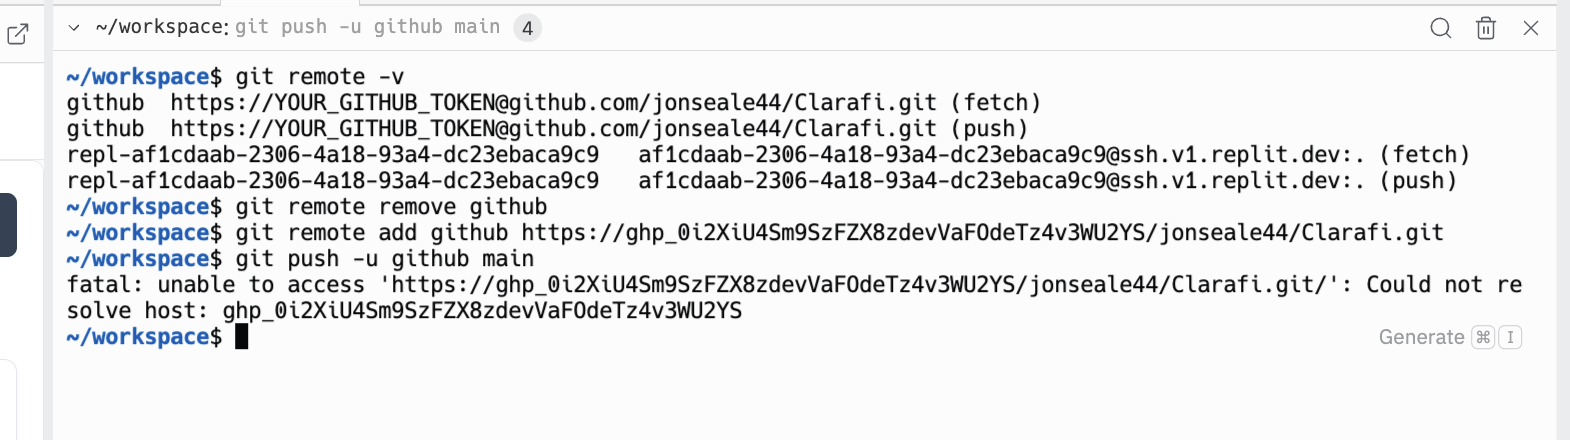 ~/workspace: git push -u github main 4
~/workspace$ git remote -v
github  https://YOUR_GITHUB_TOKEN@github.com/jonseale44/Clarafi.git (fetch)
github  https://YOUR_GITHUB_TOKEN@github.com/jonseale44/Clarafi.git (push)
repl-af1cdaab-2306-4a18-93a4-dc23ebaca9c9   af1cdaab-2306-4a18-93a4-dc23ebaca9c9@ssh.v1.replit.dev:. (fetch)
repl-af1cdaab-2306-4a18-93a4-dc23ebaca9c9   af1cdaab-2306-4a18-93a4-dc23ebaca9c9@ssh.v1.replit.dev:. (push)
~/workspace$ git remote remove github
~/workspace$ git remote add github https://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/jonseale44/Clarafi.git
~/workspace$ git push -u github main
fatal: unable to access 'https://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/jonseale44/Clarafi.git/': Could not re
solve host: 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
~/workspace$
Generate ⌘ I